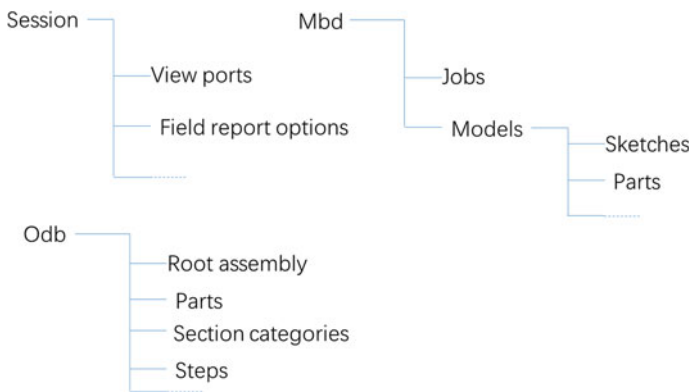 Session
View ports
Field report options
Mbd
Jobs
Models
Sketches
Parts
Odb
Root assembly
Parts
Section categories
Steps